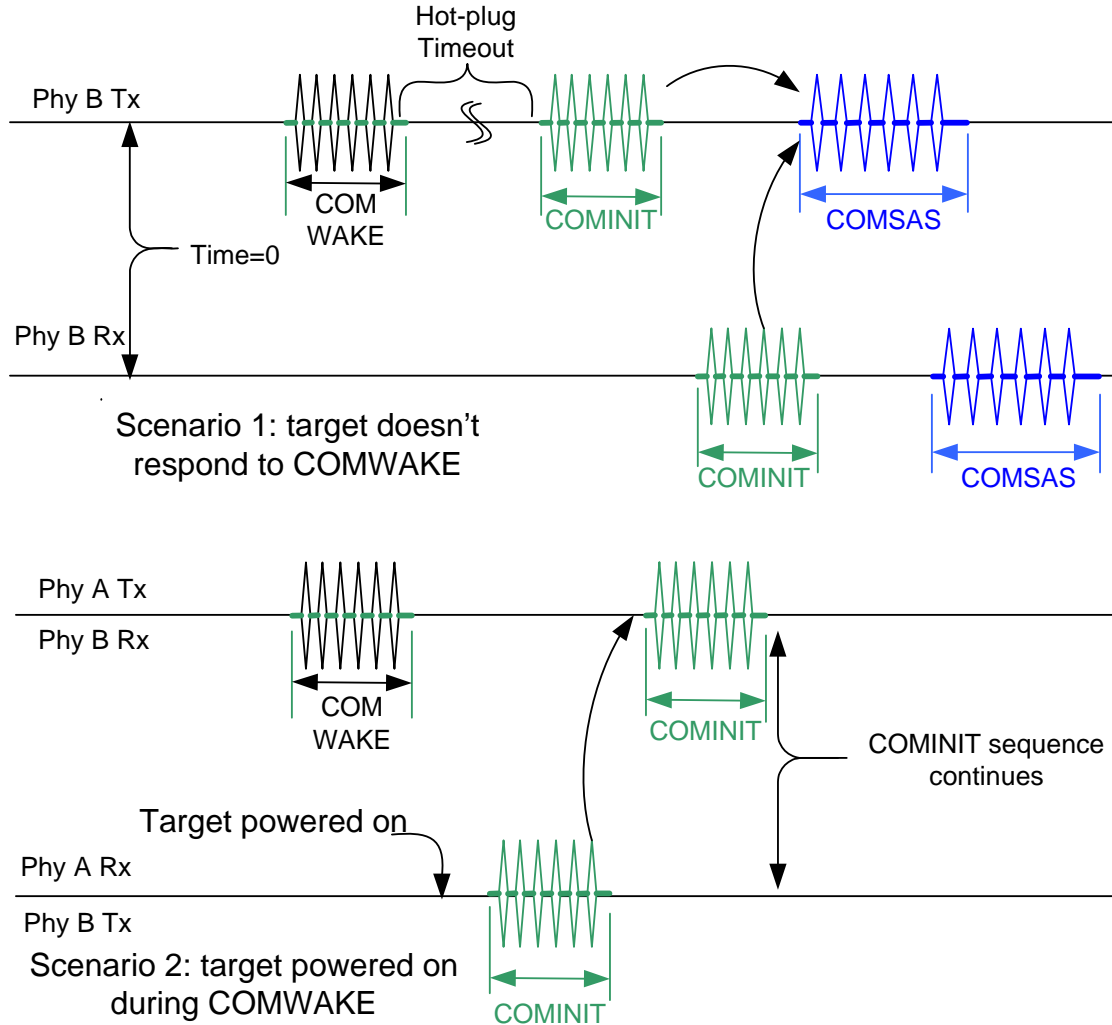 Hot-plug
Timeout
Phy B Tx
COM
WAKE
COMINIT
COMSAS
Time=0
Phy B Rx
Scenario 1: target doesn’t
respond to COMWAKE
COMINIT
COMSAS
Phy A Tx
Phy B Rx
COM
WAKE
COMINIT
COMINIT sequence
continues
Target powered on
Phy A Rx
Phy B Tx
Scenario 2: target powered on
during COMWAKE
COMINIT